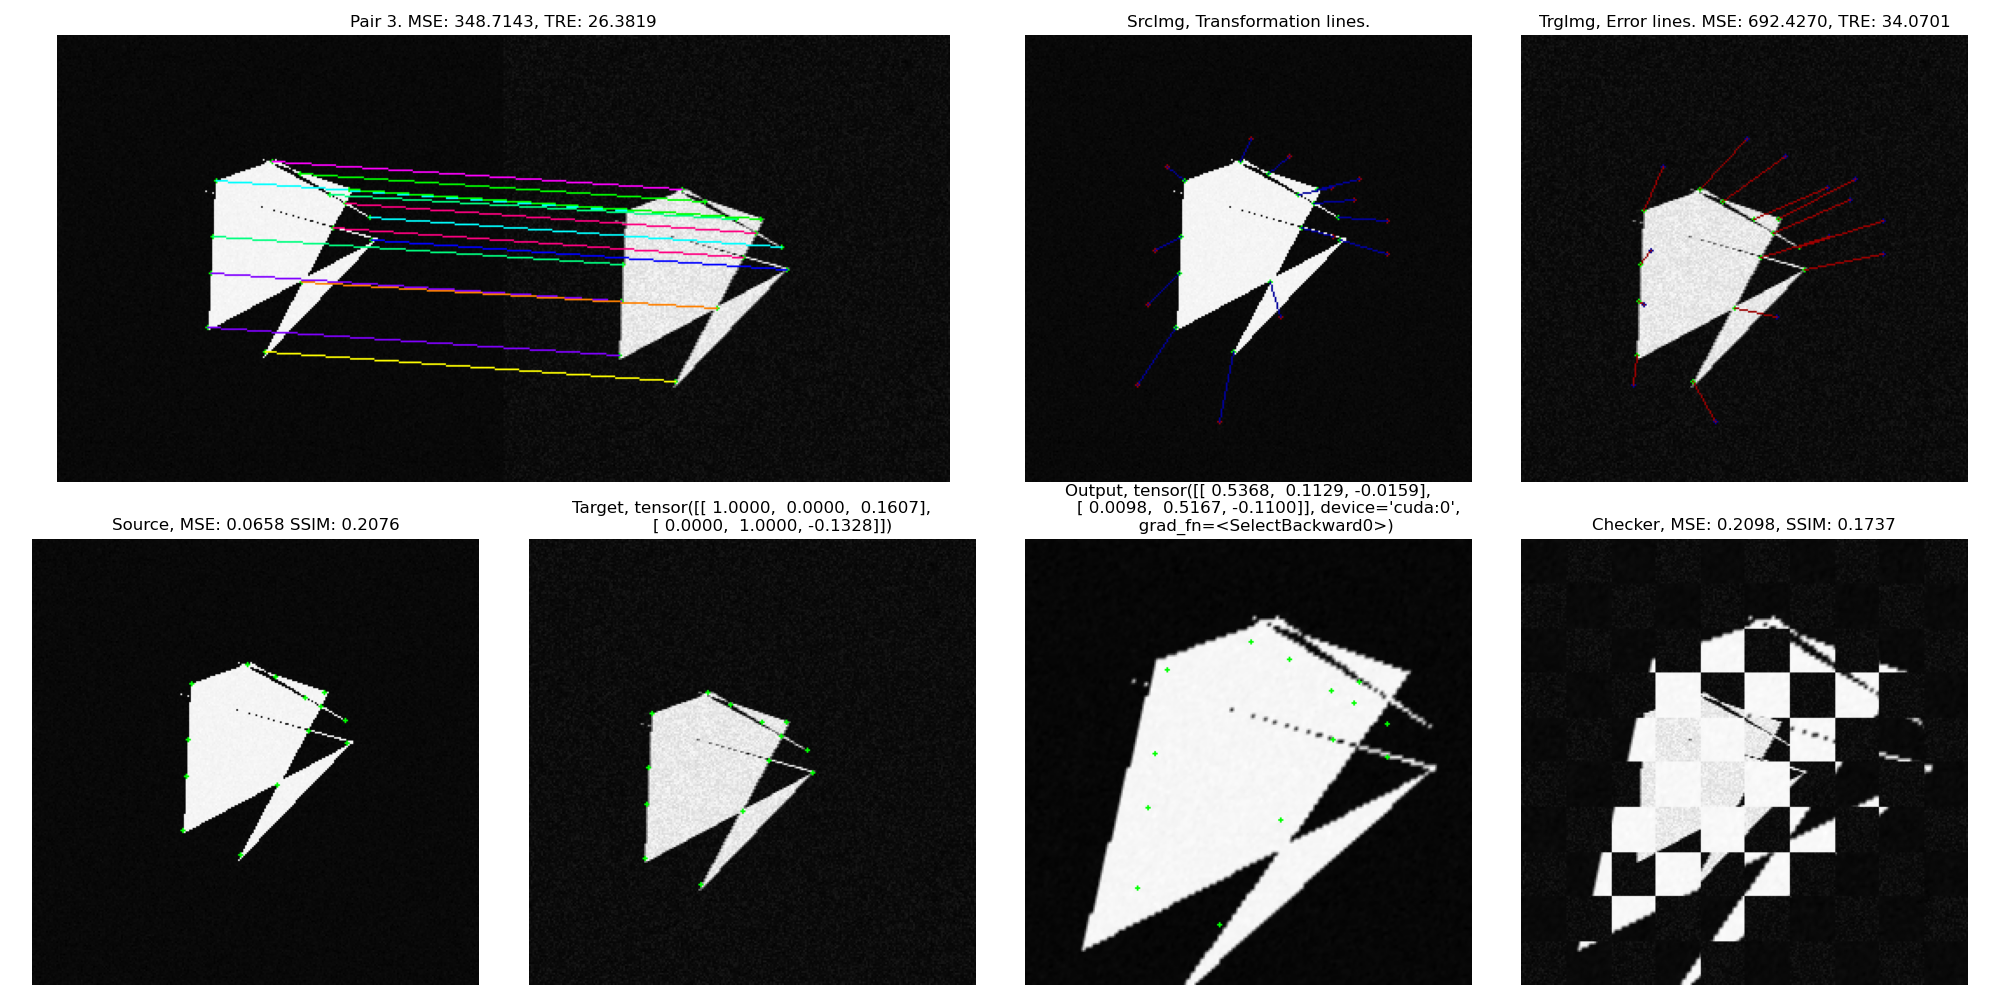 Pair 3. MSE: 348.7143, TRE: 26.3819
SrcImg, Transformation lines.
TrgImg, Error lines. MSE: 692.4270, TRE: 34.0701
Source, MSE: 0.0658 SSIM: 0.2076
Target, tensor([[ 1.0000,  0.0000, 0.1607],
[ 0.0000,  1.0000, -0.1328]])
Output, tensor([[ 0.5368,  0.1129, -0.0159],
[ 0.0098,  0.5167, -0.1100]], device='cuda:0',
grad_fn=<SelectBackward0>)
Checker, MSE: 0.2098, SSIM: 0.1737